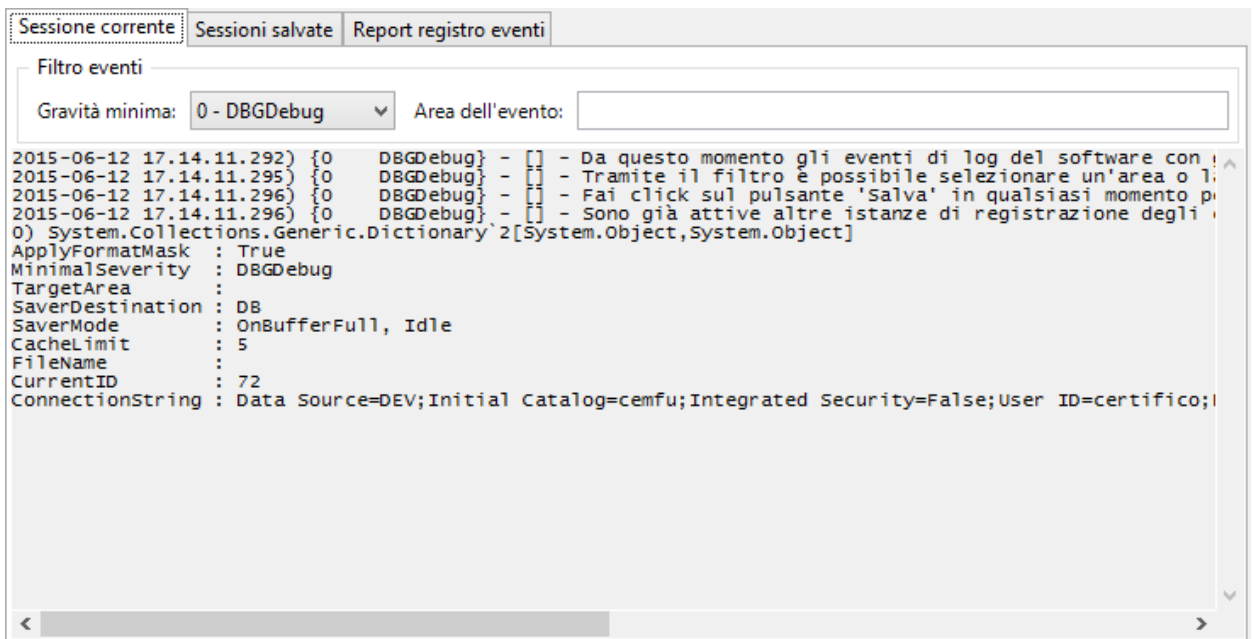 Sessione corrente Sessioni salvate Report registro eventi
Filtro eventi
Gravità minima: 0 - DBGDebug Area dell'evento:
2015-06-12 17.14.11.292) {0    DBGDebug} - [] - Da questo momento gli eventi di log del software con
2015-06-12 17.14.11.295) {0    DBGDebug} - [] - Tramite il filtro è possibile selezionare un'area o
2015-06-12 17.14.11.296) {0    DBGDebug} - [] - Fai click sul pulsante 'Salva' in qualsiasi momento
2015-06-12 17.14.11.296) {0    DBGDebug} - [] - Sono già attive altre istanze di registrazione degli
0) System.Collections.Generic.Dictionary`2[System.Object,System.Object]
ApplyFormatMask  : True
MinimalSeverity  : DBGDebug
TargetArea       :
SaverDestination : DB
SaverMode        : OnBufferFull, Idle
CacheLimit       : 5
FileName         :
CurrentID        : 72
ConnectionString : Data Source=DEV;Initial Catalog=cemfu;Integrated Security=False;User ID=certifico;